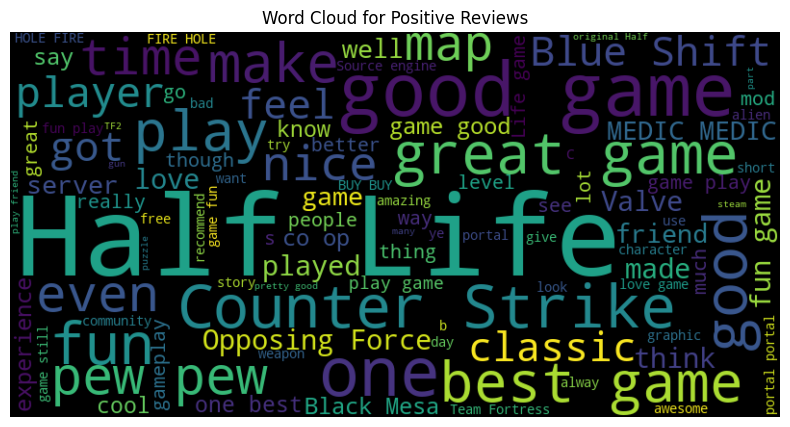 Word Cloud for Positive Reviews
HOLE FIRE
FIRE HOLE
original Half
say
time
make
well
map
Source engine
Life game
Blue Shift
part
player
go
bad
feel
good
game
mod
alien
great
fun play
TF2
gun
got
play
know
try
better
game good
MEDIC MEDIC
though
nice
great game
C
short
server
really
love
want
BUY BUY
amazing
level
lot
see
game play
play friend
free
recommend
game fun
game
people
way
Valve
good
steam
fun game
Half Life
puzzle
s
co op
many
ye
portal
give
use
friend
character
thing
played
made
much
even
story
pretty good
play game
look
love game
Counter Strike
experience
community
fun
gameplay
Opposing Force
b
day
graphic
portal portal
game still
weapon
classic
think
pew pew
one
best game
alway
cool
one best
Black Mesa
Team Fortress
awesome